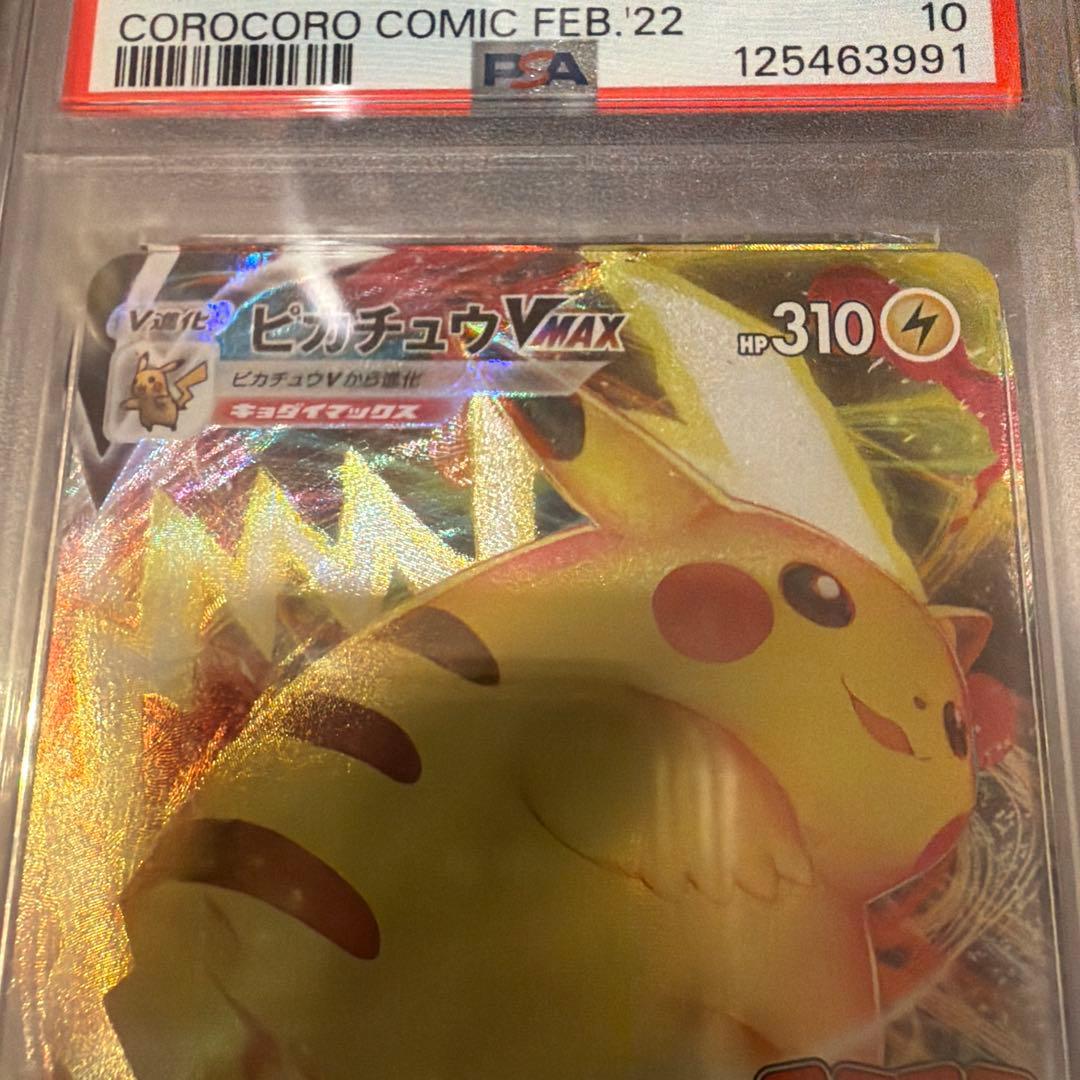 COROCORO COMIC FEB.'22 10
PSA 125463991
V進化 ピカチュウVMAX HP310
ピカチュウVから進化
キョダイマックス